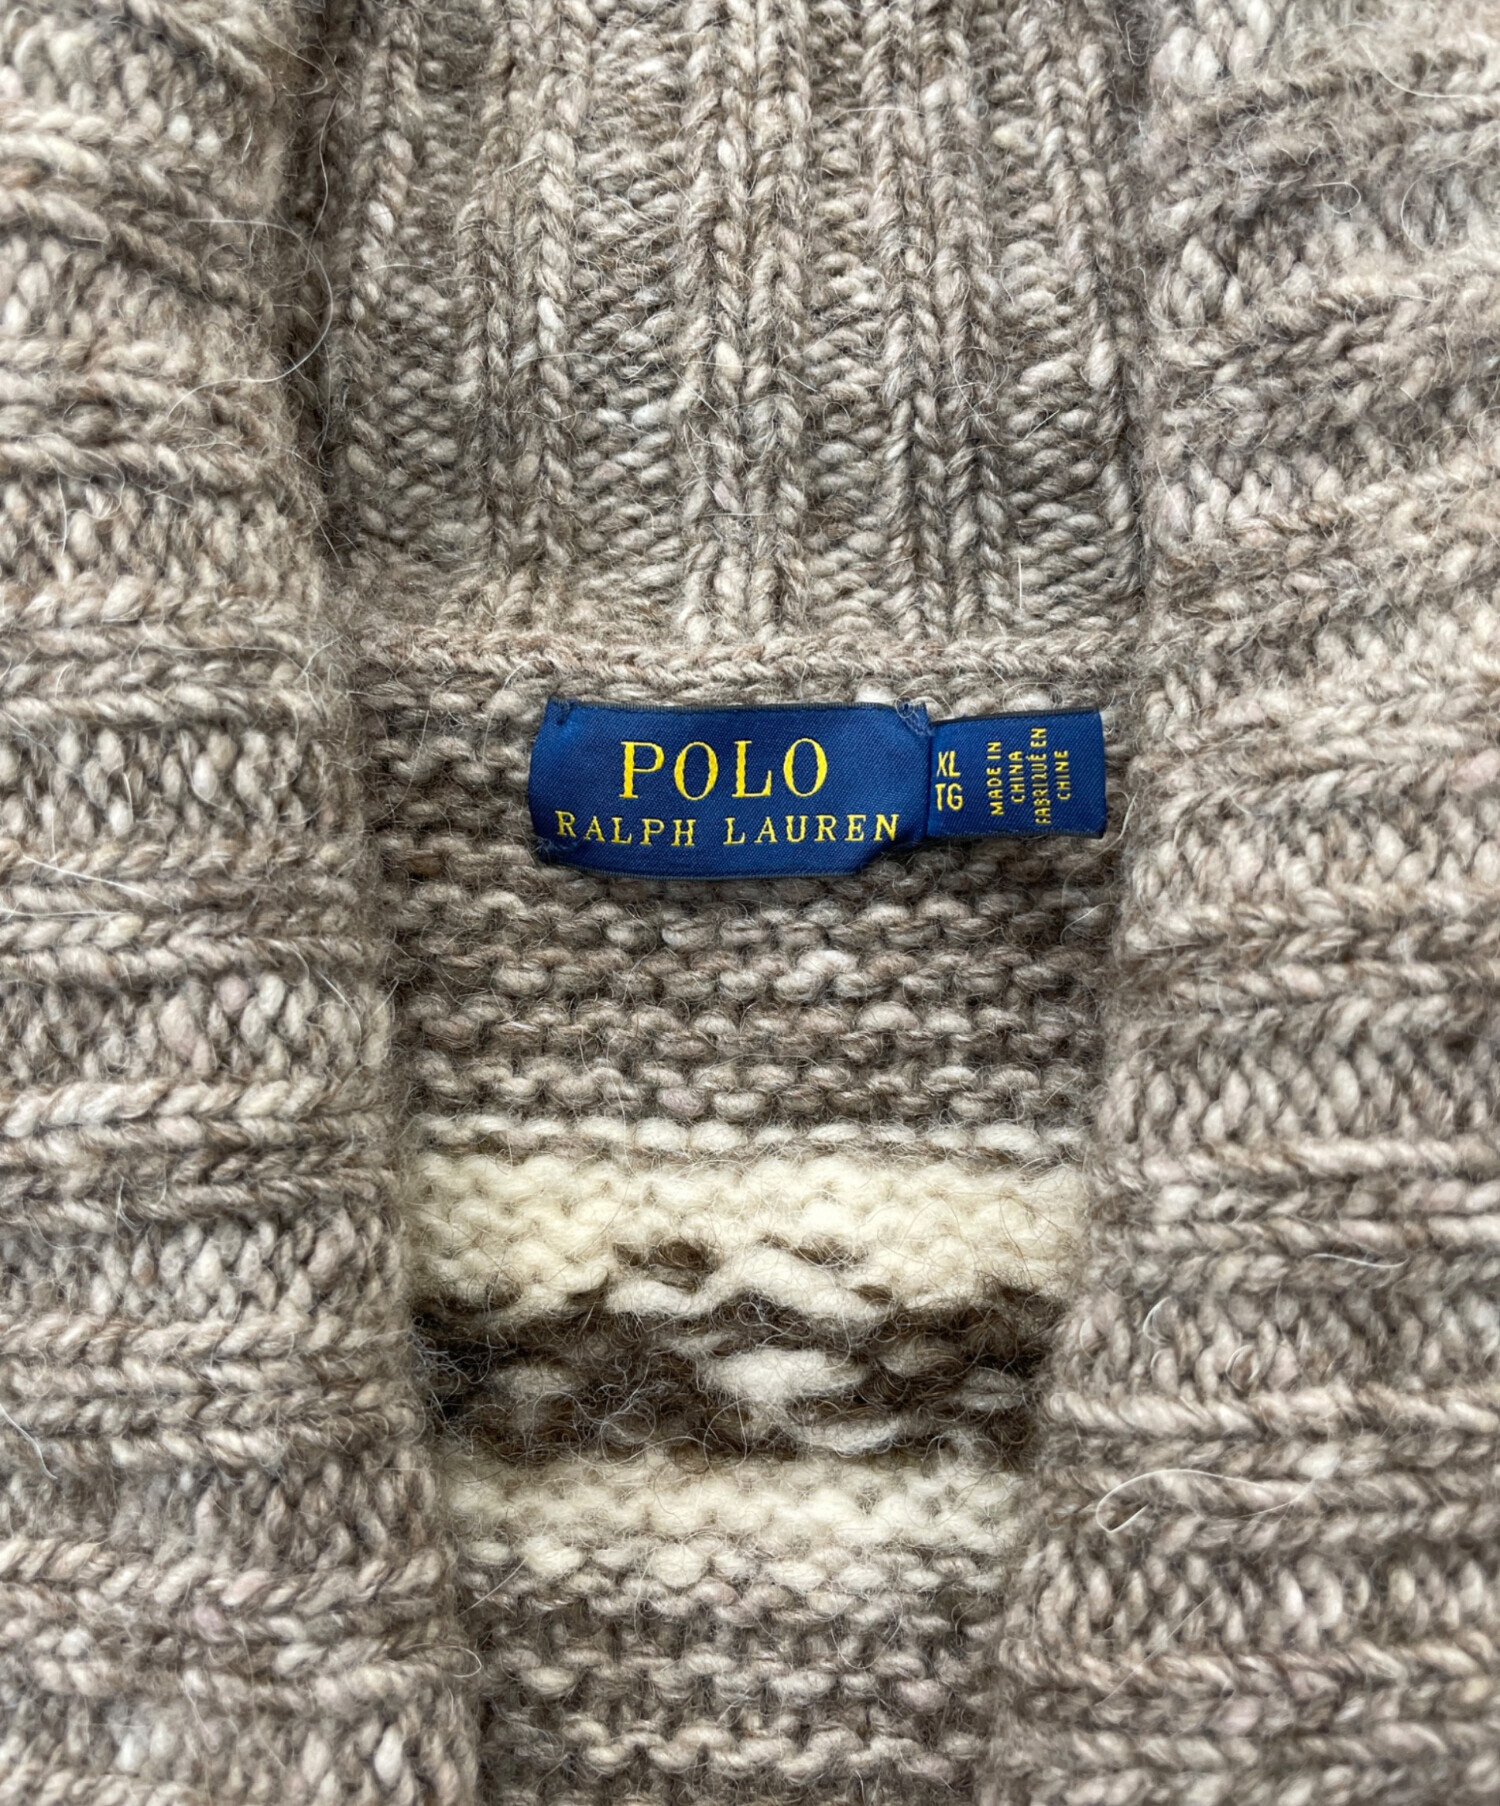 POLO
RALPH LAUREN
XL
TG
MADE IN
CHINA
FABRIQUÉ EN
CHINE